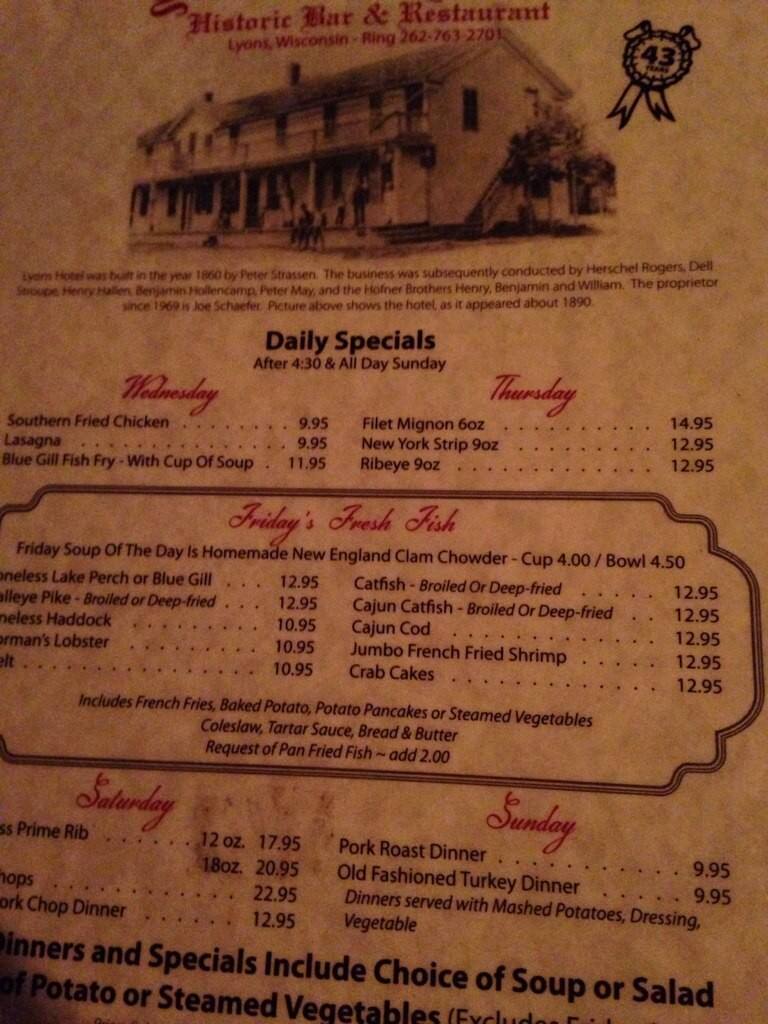 Historic Bar & Restaurant
Lyons, Wisconsin - Ring 262-763-2701
43
YEARS
Lyons Hotel was built in the year 1860 by Peter Strassen. The business was subsequently conducted by Herschel Rogers, Dell
Stroupe, Henry Hallen, Benjamin Hollencamp, Peter May, and the Hofner Brothers Henry, Benjamin and William. The proprietor
since 1969 is Joe Schaefer. Picture above shows the hotel, as it appeared about 1890.
Daily Specials
After 4:30 & All Day Sunday
Wednesday
Southern Fried Chicken . . . . . . . . 9.95
Lasagna . . . . . . . . . . . . . . . . 9.95
Blue Gill Fish Fry - With Cup Of Soup . 11.95
Thursday
Filet Mignon 6oz . . . . . . . . . . . 14.95
New York Strip 9oz . . . . . . . . . . 12.95
Ribeye 9oz . . . . . . . . . . . . . . 12.95
Friday's Fresh Fish
Friday Soup Of The Day Is Homemade New England Clam Chowder - Cup 4.00 / Bowl 4.50
oneless Lake Perch or Blue Gill . . . 12.95
alleye Pike - Broiled or Deep-fried . . . 12.95
neless Haddock . . . . . . . . . 10.95
orman's Lobster . . . . . . . . . 10.95
elt . . . . . . . . . . . . . . . . . 10.95
Catfish - Broiled Or Deep-fried . . . . . . 12.95
Cajun Catfish - Broiled Or Deep-fried . . 12.95
Cajun Cod . . . . . . . . . . . . . . 12.95
Jumbo French Fried Shrimp . . . . . . 12.95
Crab Cakes . . . . . . . . . . . . . 12.95
Includes French Fries, Baked Potato, Potato Pancakes or Steamed Vegetables
Coleslaw, Tartar Sauce, Bread & Butter
Request of Pan Fried Fish ~ add 2.00
Saturday
ss Prime Rib . . . . . . 12 oz. 17.95
18oz. 20.95
hops . . . . . . . . . . . . . . 22.95
ork Chop Dinner . . . . . . . 12.95
Sunday
Pork Roast Dinner . . . . . . . . . . . 9.95
Old Fashioned Turkey Dinner . . . . . 9.95
Dinners served with Mashed Potatoes, Dressing,
Vegetable
Dinners and Specials Include Choice of Soup or Salad
of Potato or Steamed Vegetables (Excludes